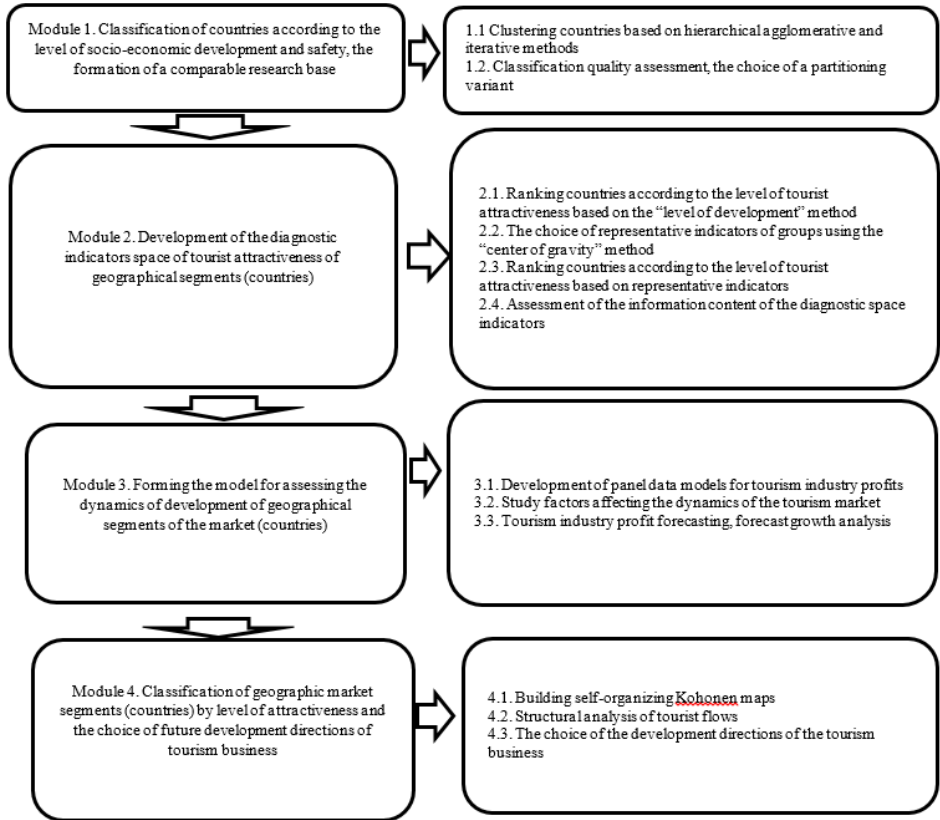 Module 1. Classification of countries according to the
level of socio-economic development and safety, the
formation of a comparable research base
1.1 Clustering countries based on hierarchical agglomerative and
iterative methods
1.2. Classification quality assessment, the choice of a partitioning
variant
Module 2. Development of the diagnostic
indicators space of tourist attractiveness of
geographical segments (countries)
2.1. Ranking countries according to the level of tourist
attractiveness based on the “level of development” method
2.2. The choice of representative indicators of groups using the
“center of gravity” method
2.3. Ranking countries according to the level of tourist
attractiveness based on representative indicators
2.4. Assessment of the information content of the diagnostic space
indicators
Module 3. Forming the model for assessing the
dynamics of development of geographical
segments of the market (countries)
3.1. Development of panel data models for tourism industry profits
3.2. Study factors affecting the dynamics of the tourism market
3.3. Tourism industry profit forecasting, forecast growth analysis
Module 4. Classification of geographic market
segments (countries) by level of attractiveness and
the choice of future development directions of
tourism business
4.1. Building self-organizing Kohonen maps
4.2. Structural analysis of tourist flows
4.3. The choice of the development directions of the tourism
business